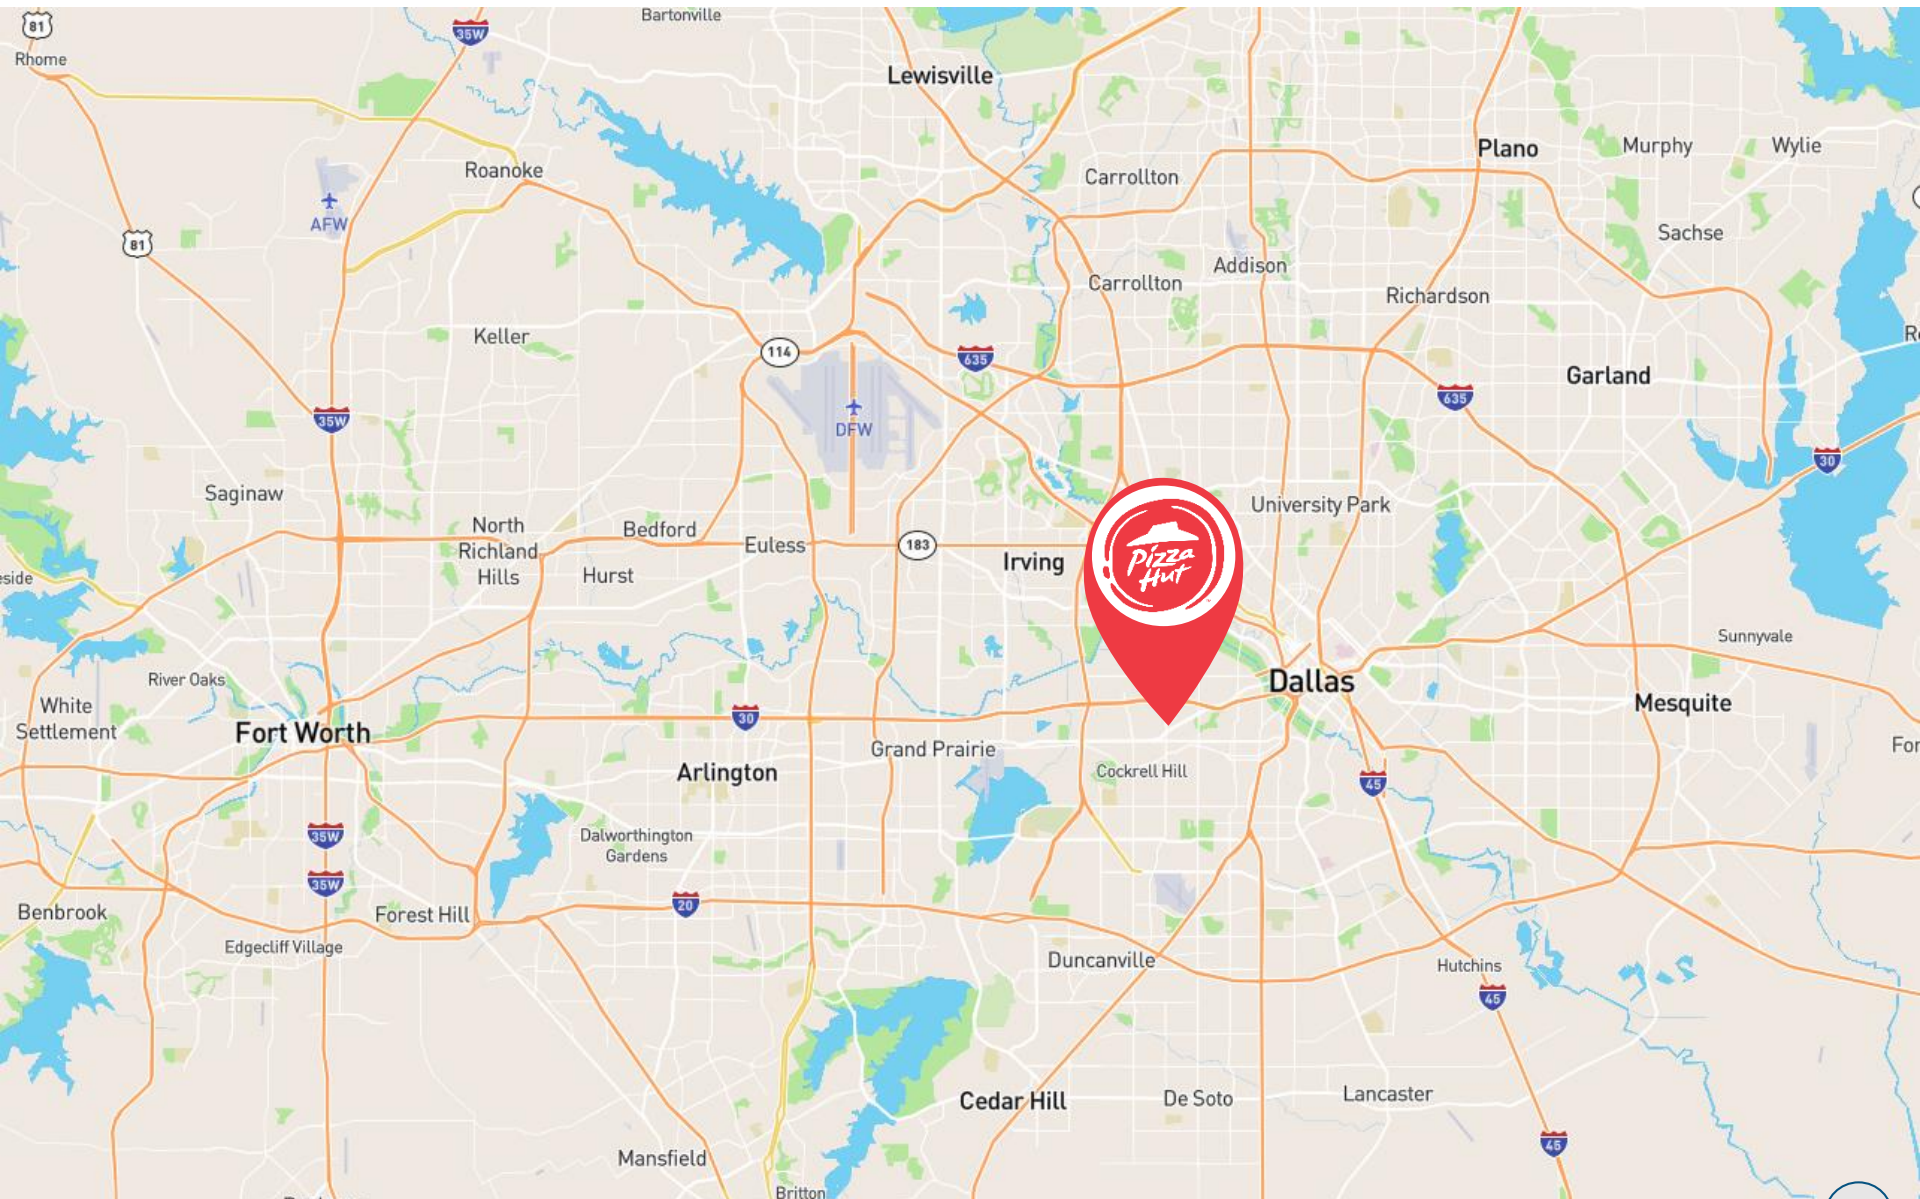 81
35W
Bartonville
Rhome
Lewisville
Plano
Murphy
Wylie
Roanoke
Carrollton
AFW
81
Sachse
Addison
Carrollton
Richardson
Keller
114
635
Garland
635
35W
DFW
30
Saginaw
University Park
North
Richland
Hills
Bedford
Euless
183
Irving
Hurst
Pizza
Hut
Sunnyvale
River Oaks
Dallas
White
Settlement
Fort Worth
30
Mesquite
Grand Prairie
Arlington
Cockrell Hill
45
35W
Dalworthington
Gardens
35W
20
Benbrook
Forest Hill
Edgecliff Village
Duncanville
Hutchins
45
Cedar Hill
De Soto
Lancaster
45
Mansfield
Britton